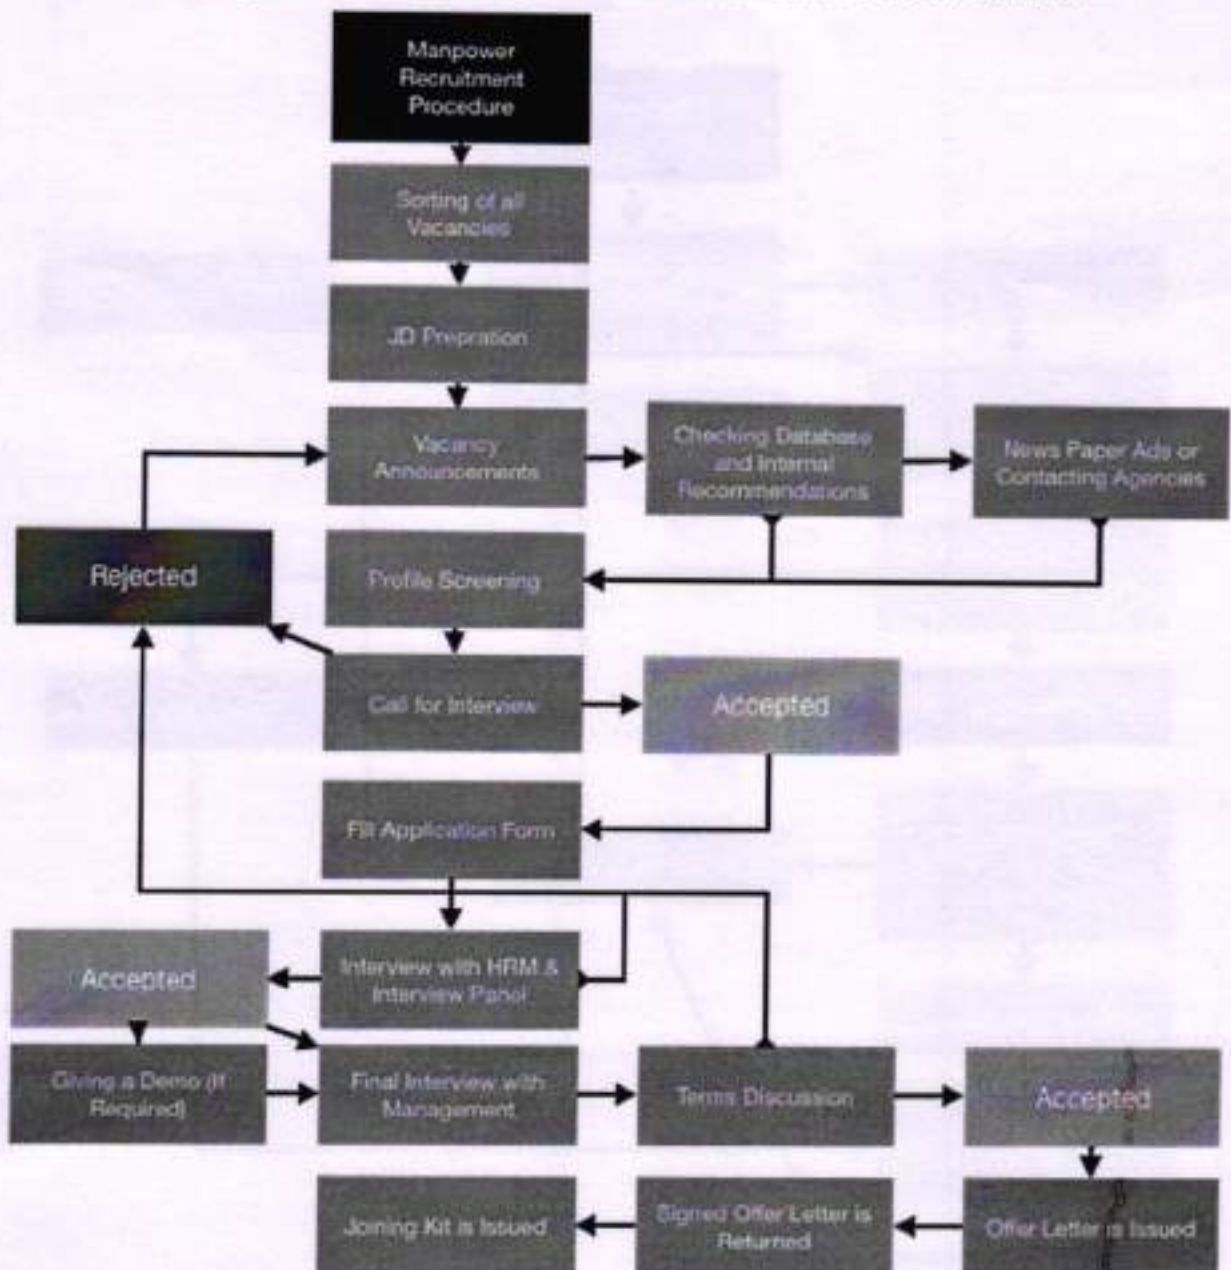 Manpower
Recruitment
Procedure
Sorting of all
Vacancies
JD Prepration
Vacancy
Announcements
Checking Database
and Internal
Recommendations
News Paper Ads or
Contacting Agencies
Rejected
Profile Screening
Call for Interview
Accepted
Fill Application Form
Accepted
Interview with HRM &
Interview Panel
Giving a Demo (If
Required)
Final Interview with
Management
Terms Discussion
Accepted
Joining Kit is Issued
Signed Offer Letter is
Returned
Offer Letter is Issued